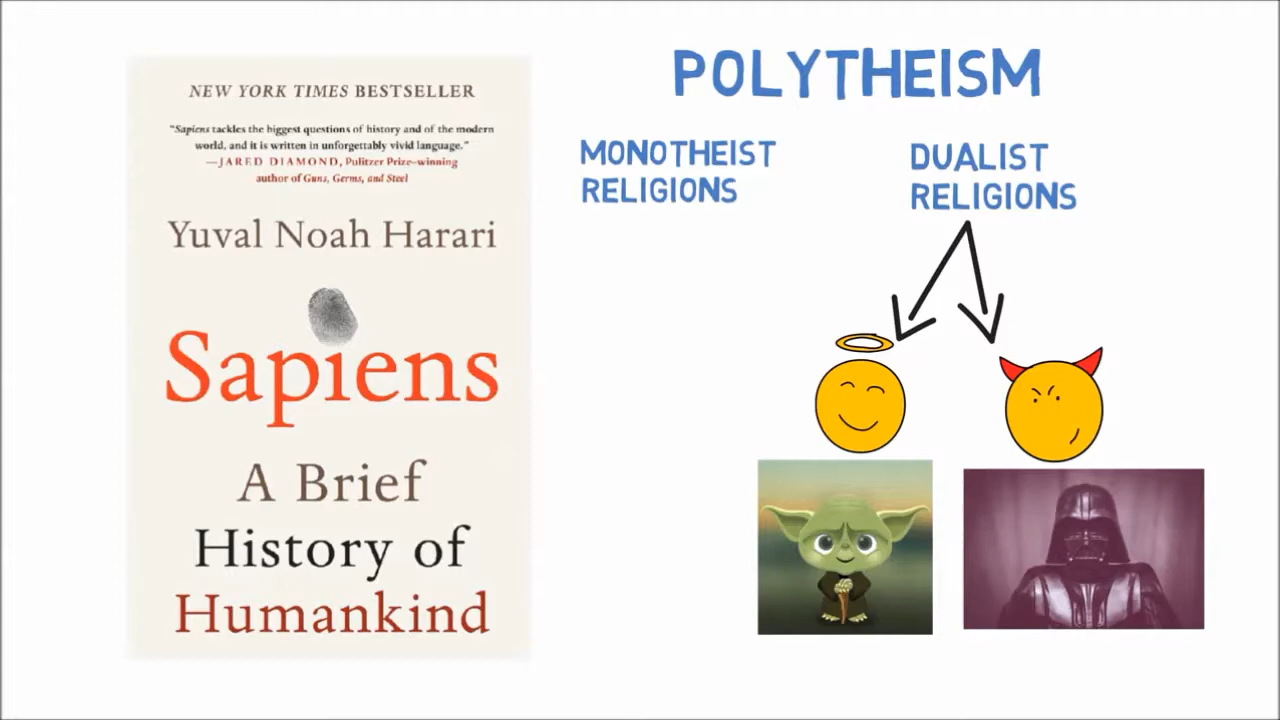 NEW YORK TIMES BESTSELLER
"Sapiens tackles the biggest questions of history and of the modern
world, and it is written in unforgettably vivid language."
—JARED DIAMOND, Pulitzer Prize–winning
author of Guns, Germs, and Steel
Yuval Noah Harari
Sapiens
A Brief
History of
Humankind
POLYTHEISM
MONOTHEIST
RELIGIONS
DUALIST
RELIGIONS